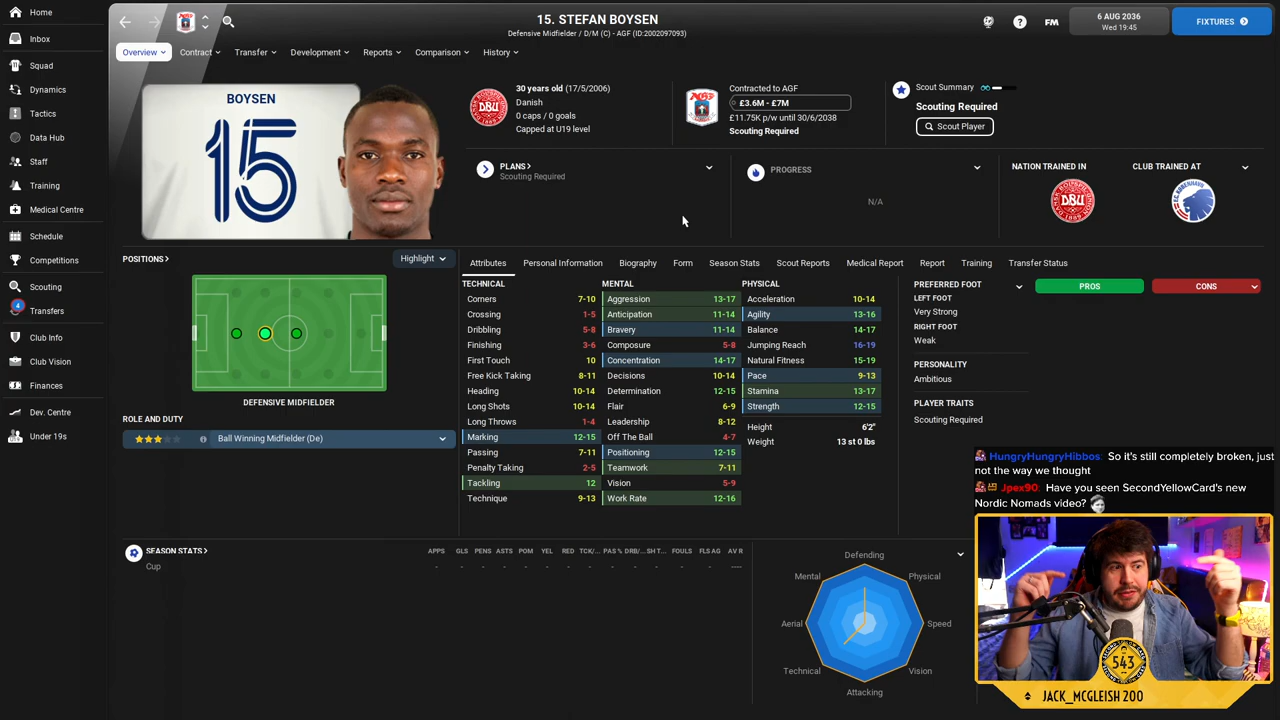 Home
Inbox
Squad
Dynamics
Tactics
Data Hub
Staff
Training
Medical Centre
Schedule
Competitions
Scouting
4
Transfers
Club Info
Club Vision
Finances
Dev. Centre
Under 19s
15. STEFAN BOYSEN
Defensive Midfielder / D/M (C) - AGF (ID:2002097093)
FM
6 AUG 2036
Wed 19:45
FIXTURES
Overview
Contract
Transfer
Development
Reports
Comparison
History
BOYSEN
15
30 years old (17/5/2006)
Danish
0 caps / 0 goals
Capped at U19 level
Contracted to AGF
£3.6M - £7M
£11.75K p/w until 30/6/2038
Scouting Required
Scout Summary
Scouting Required
Scout Player
PLANS
Scouting Required
PROGRESS
N/A
NATION TRAINED IN
CLUB TRAINED AT
POSITIONS
Highlight
DEFENSIVE MIDFIELDER
ROLE AND DUTY
Ball Winning Midfielder (De)
Attributes
Personal Information
Biography
Form
Season Stats
Scout Reports
Medical Report
Report
Training
Transfer Status
TECHNICAL
Corners 7-10
Crossing 1-5
Dribbling 5-8
Finishing 3-6
First Touch 10
Free Kick Taking 8-11
Heading 10-14
Long Shots 10-14
Long Throws 1-4
Marking 12-15
Passing 7-11
Penalty Taking 2-5
Tackling 12
Technique 9-13
MENTAL
Aggression 13-17
Anticipation 11-14
Bravery 11-14
Composure 5-8
Concentration 14-17
Decisions 10-14
Determination 12-15
Flair 6-9
Leadership 8-12
Off The Ball 4-7
Positioning 12-15
Teamwork 7-11
Vision 5-9
Work Rate 12-16
PHYSICAL
Acceleration 10-14
Agility 13-16
Balance 14-17
Jumping Reach 16-19
Natural Fitness 15-19
Pace 9-13
Stamina 13-17
Strength 12-15
Height 6'2"
Weight 13 st 0 lbs
PREFERRED FOOT
LEFT FOOT
Very Strong
RIGHT FOOT
Weak
PERSONALITY
Ambitious
PLAYER TRAITS
Scouting Required
PROS
CONS
HungryHungryHibbos: So it's still completely broken, just
not the way we thought
Jpex90: Have you seen SecondYellowCard's new
Nordic Nomads video?
SEASON STATS
APPS GLS PENS ASTS POM YEL RED TCK/... PAS % DRB/... SH T... FOULS FLS AG AV R
Cup - - - - - - - - - - - - - ----
Defending
Physical
Speed
Vision
Attacking
Technical
Aerial
Mental
543
JACK_MCGLEISH 200